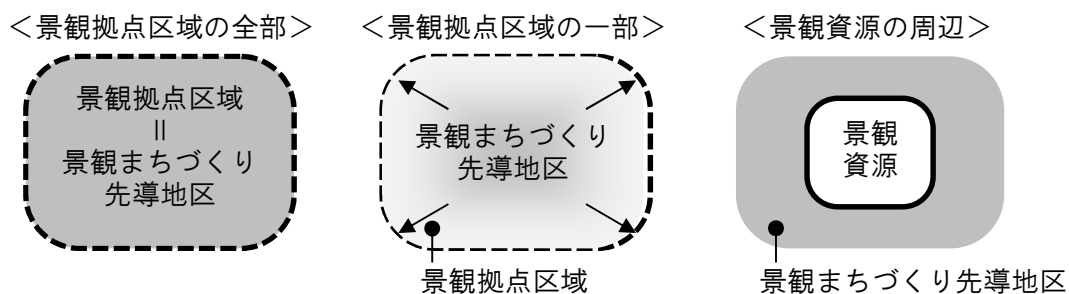 ＜景観拠点区域の全部＞
景観拠点区域
＝
景観まちづくり
先導地区
＜景観拠点区域の一部＞
景観まちづくり
先導地区
景観拠点区域
＜景観資源の周辺＞
景観
資源
景観まちづくり先導地区